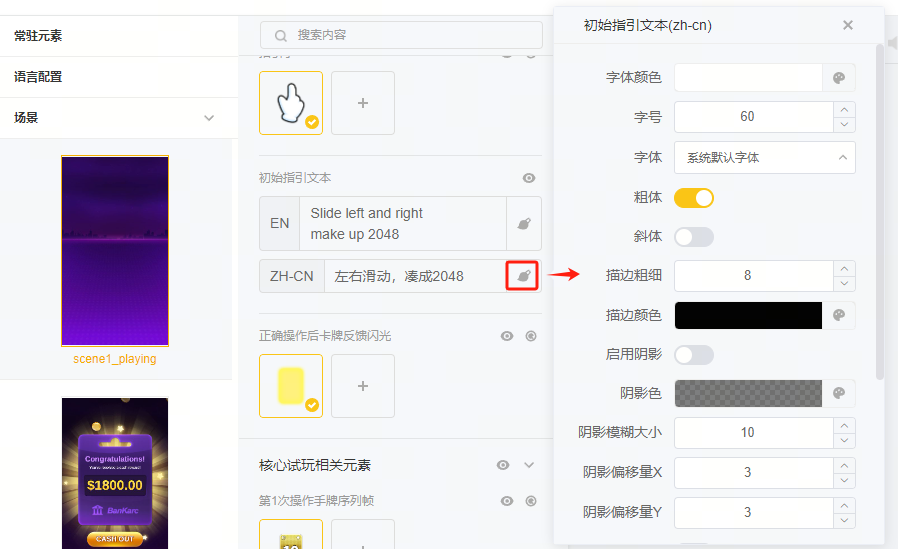 常驻元素
语言配置
场景
scene1_playing
Congratulations!
$1800.00
BanKarc
CASH OUT
搜索内容
初始指引文本
EN
Slide left and right
make up 2048
ZH-CN
左右滑动，凑成2048
正确操作后卡牌反馈闪光
核心试玩相关元素
第1次操作手牌序列帧
初始指引文本(zh-cn)
字体颜色
字号
60
字体
系统默认字体
粗体
斜体
描边粗细
8
描边颜色
启用阴影
阴影色
阴影模糊大小
10
阴影偏移量X
3
阴影偏移量Y
3